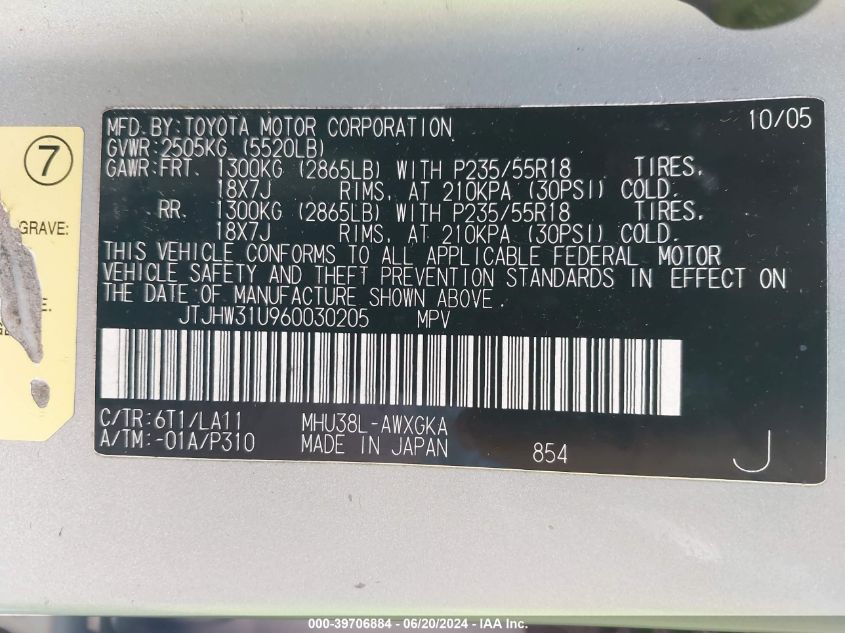 7
GRAVE:
MFD.BY:TOYOTA MOTOR CORPORATION 10/05
GVWR:2505KG (5520LB)
GAWR:FRT. 1300KG (2865LB) WITH P235/55R18 TIRES,
18X7J RIMS, AT 210KPA (30PSI) COLD.
RR. 1300KG (2865LB) WITH P235/55R18 TIRES,
18X7J RIMS, AT 210KPA (30PSI) COLD.
THIS VEHICLE CONFORMS TO ALL APPLICABLE FEDERAL MOTOR
VEHICLE SAFETY AND THEFT PREVENTION STANDARDS IN EFFECT ON
THE DATE OF MANUFACTURE SHOWN ABOVE.
JTJHW31U960030205 MPV
C/TR:6T1/LA11 MHU38L-AWXGKA
A/TM:-01A/P310 MADE IN JAPAN 854 J
000-39706884 - 06/20/2024 - IAA Inc.